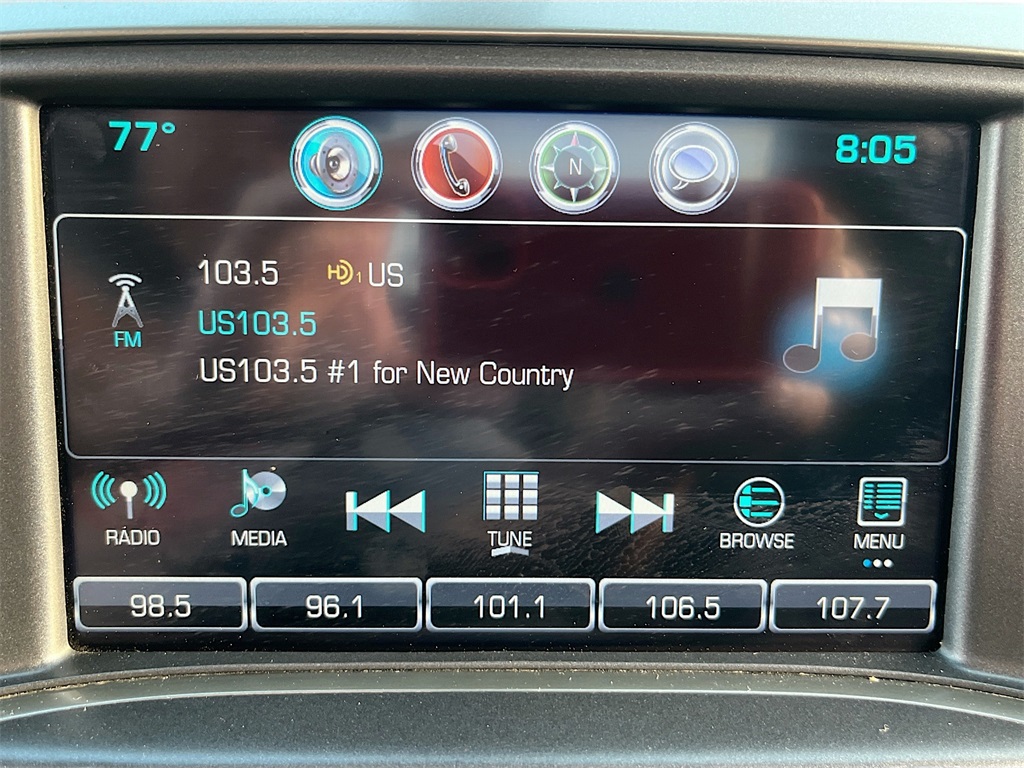 77°
N
8:05
103.5 HD1 US
FM
US103.5
US103.5 #1 for New Country
RADIO
MEDIA
TUNE
BROWSE
MENU
98.5
96.1
101.1
106.5
107.7